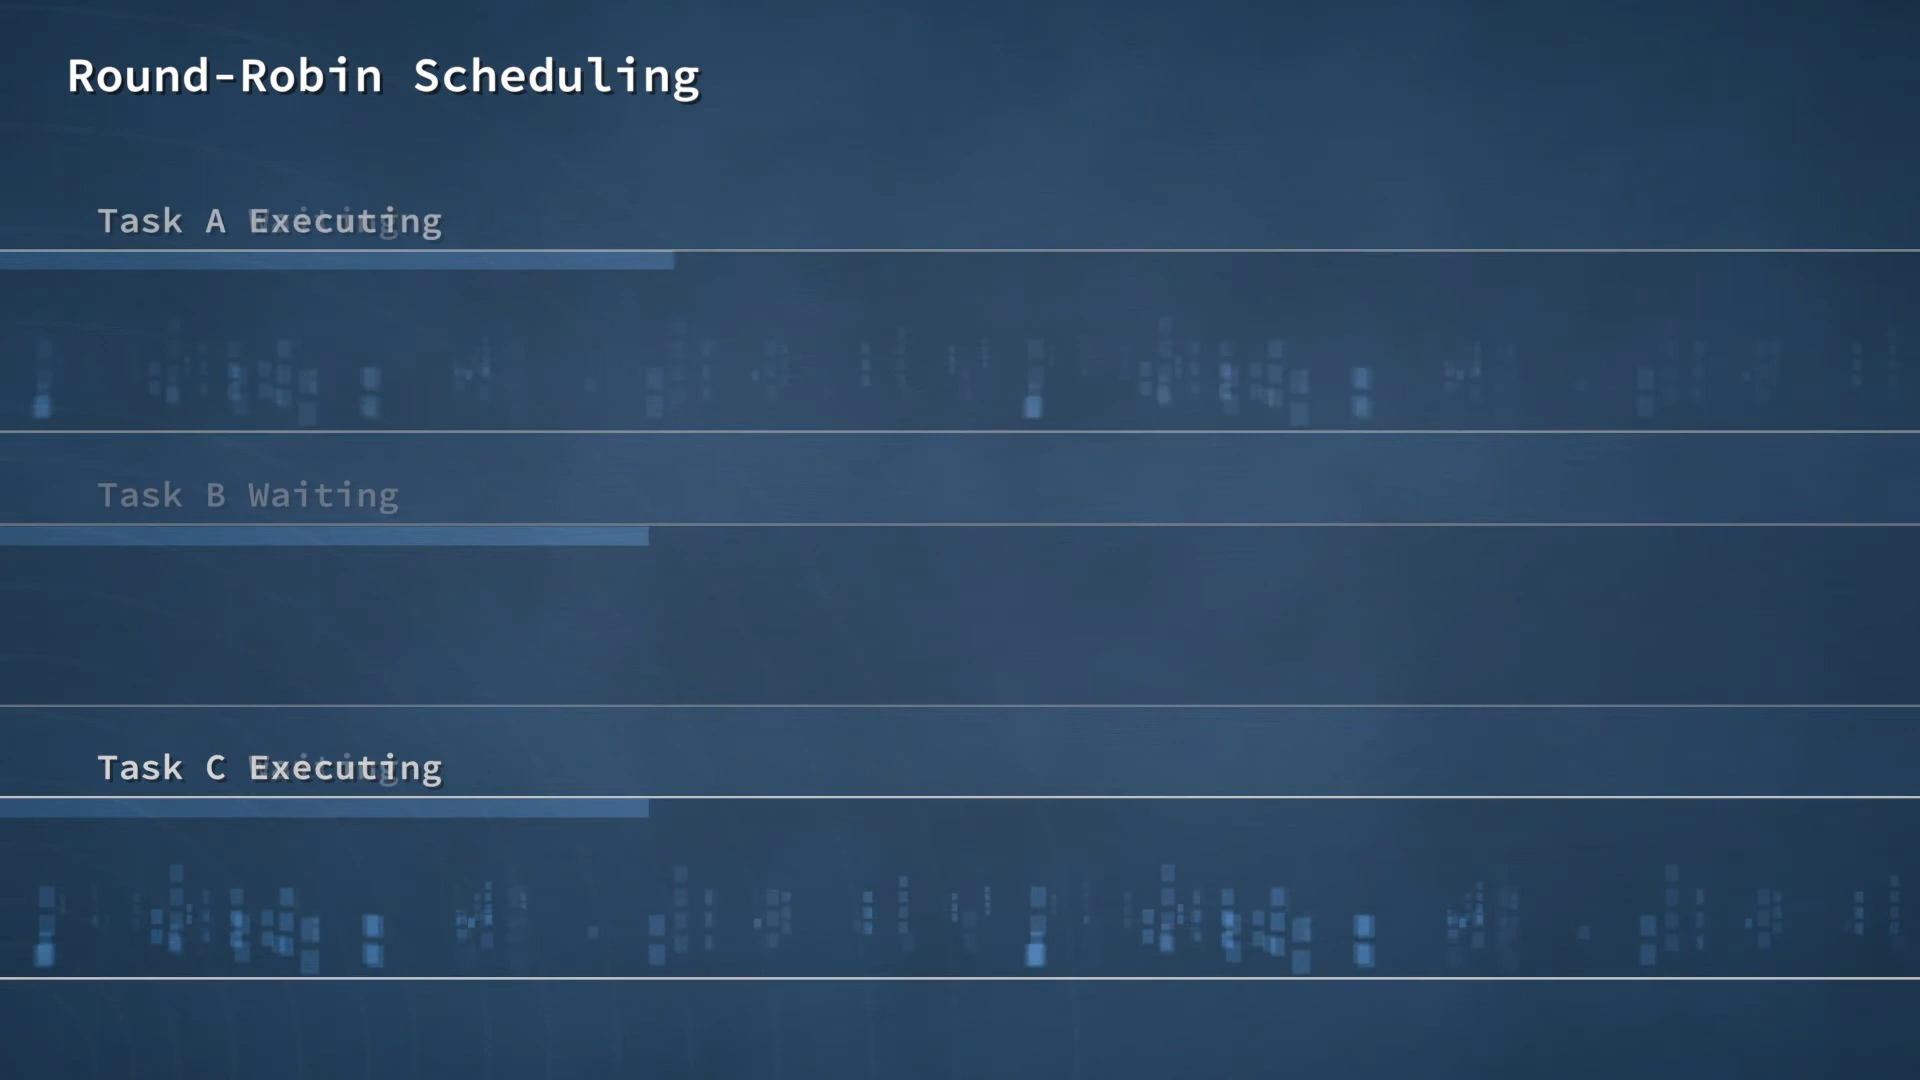 Round-Robin Scheduling
Task A Executing
Task B Waiting
Task C Executing